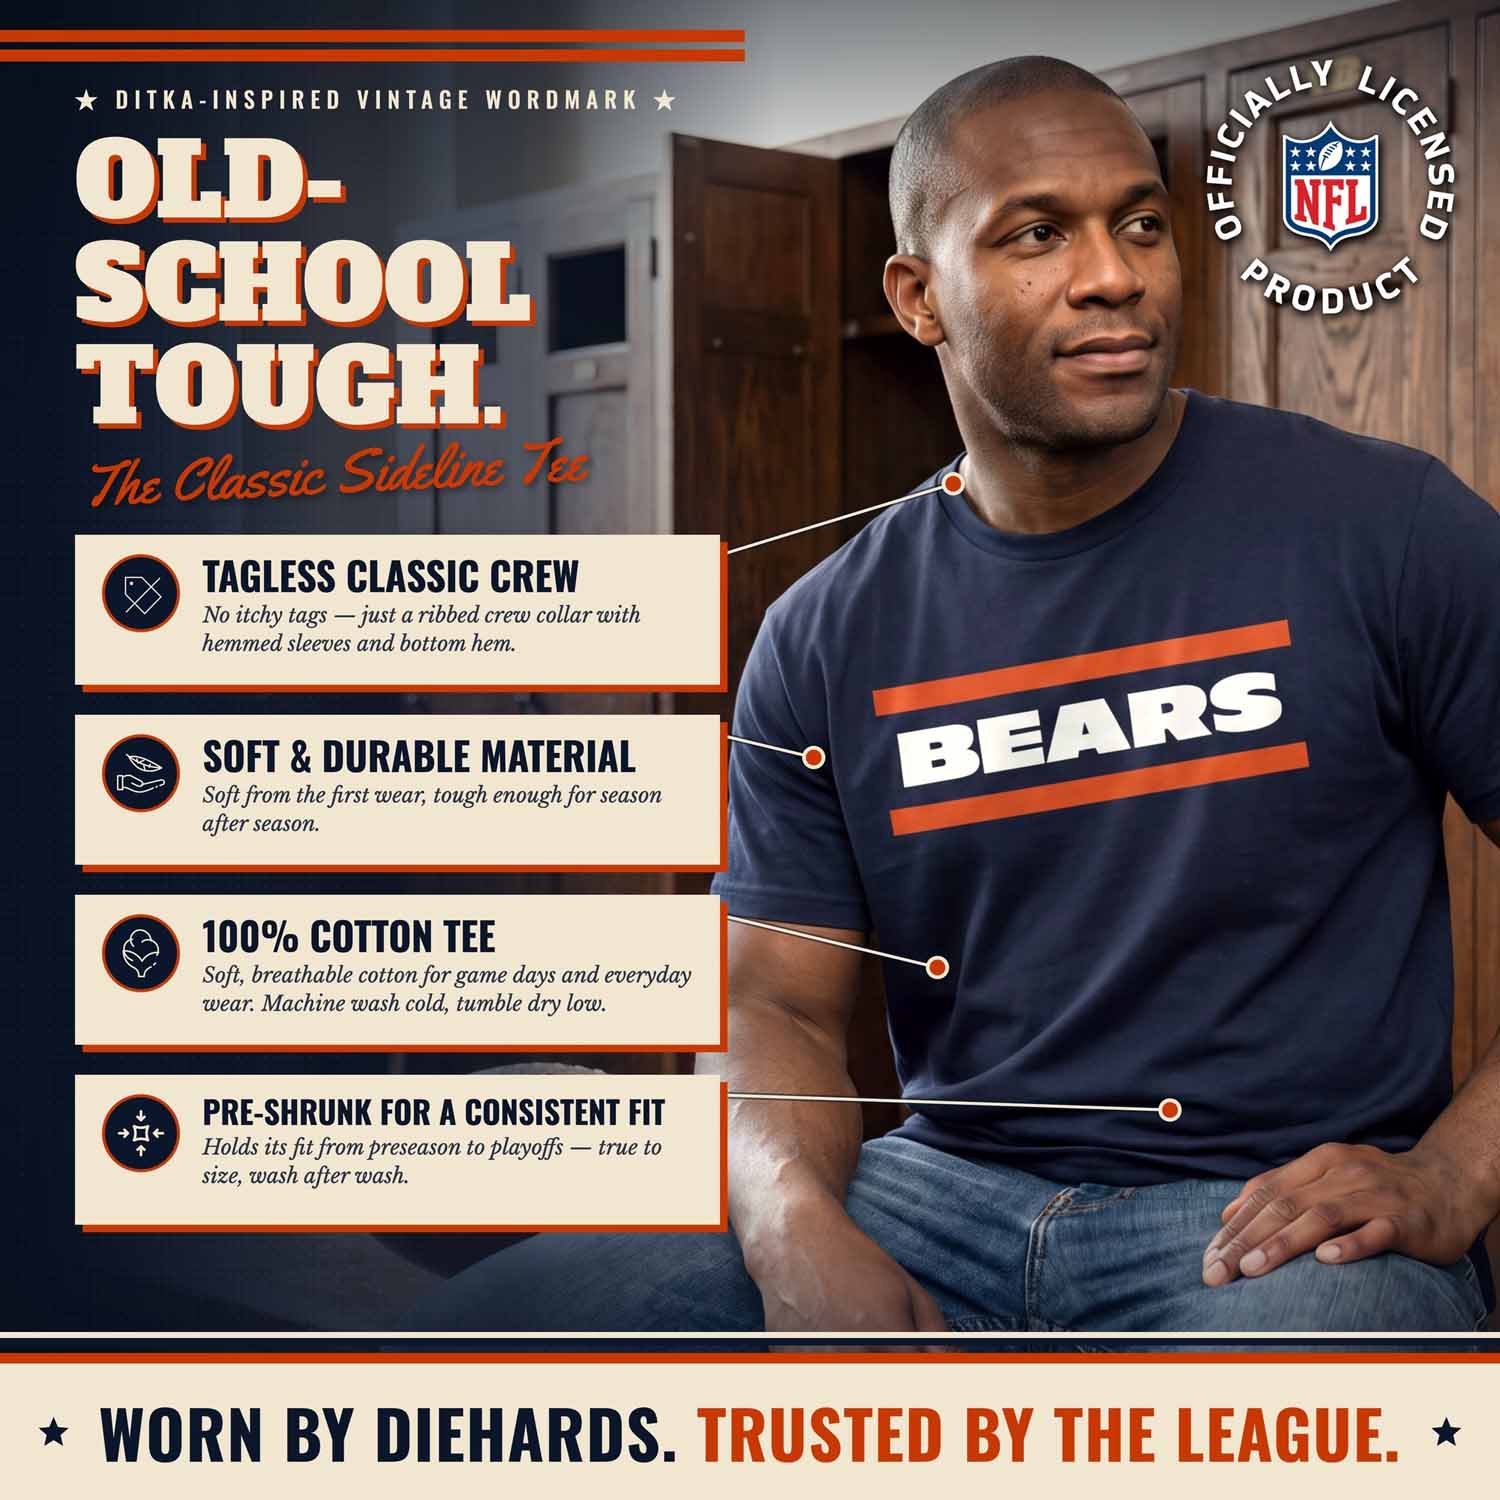 ★ DITKA-INSPIRED VINTAGE WORDMARK ★
OLD-
SCHOOL
TOUGH.
The Classic Sideline Tee
OFFICIALLY LICENSED
NFL
PRODUCT
TAGLESS CLASSIC CREW
No itchy tags — just a ribbed crew collar with
hemmed sleeves and bottom hem.
SOFT & DURABLE MATERIAL
Soft from the first wear, tough enough for season
after season.
100% COTTON TEE
Soft, breathable cotton for game days and everyday
wear. Machine wash cold, tumble dry low.
PRE-SHRUNK FOR A CONSISTENT FIT
Holds its fit from preseason to playoffs — true to
size, wash after wash.
BEARS
★ WORN BY DIEHARDS. TRUSTED BY THE LEAGUE. ★